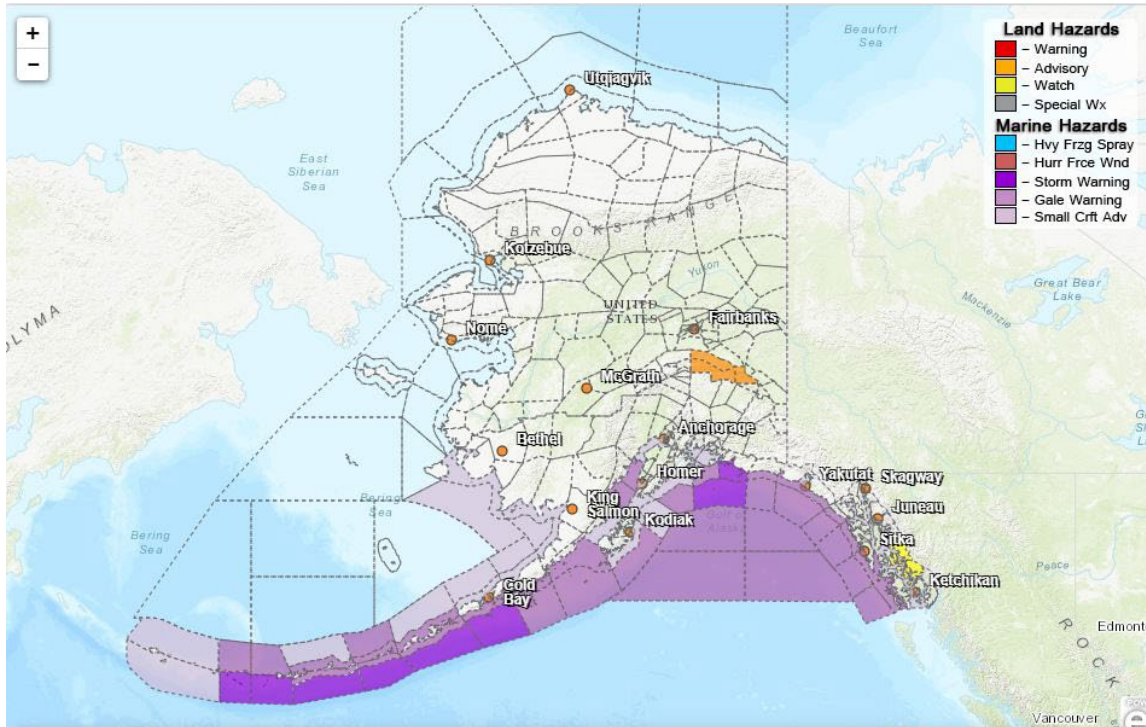 +
−
Land Hazards
– Warning
– Advisory
– Watch
– Special Wx
Marine Hazards
– Hvy Frzg Spray
– Hurr Frce Wnd
– Storm Warning
– Gale Warning
– Small Crft Adv
Beaufort
Sea
Utqiagvik
East
Siberian
Sea
BROOKS RANGE
Kotzebue
Yukon
Great Bear
Lake
Mackenzie
OLYMA
UNITED
STATES
Fairbanks
Nome
McGrath
Anchorage
Bethel
Homer
Yakutat
Skagway
Bering
Sea
King
Salmon
Kodiak
Gulf of
Alaska
Juneau
Bering
Sea
Sitka
Peace
Cold
Bay
Ketchikan
Edmont
ROCK
Vancouver